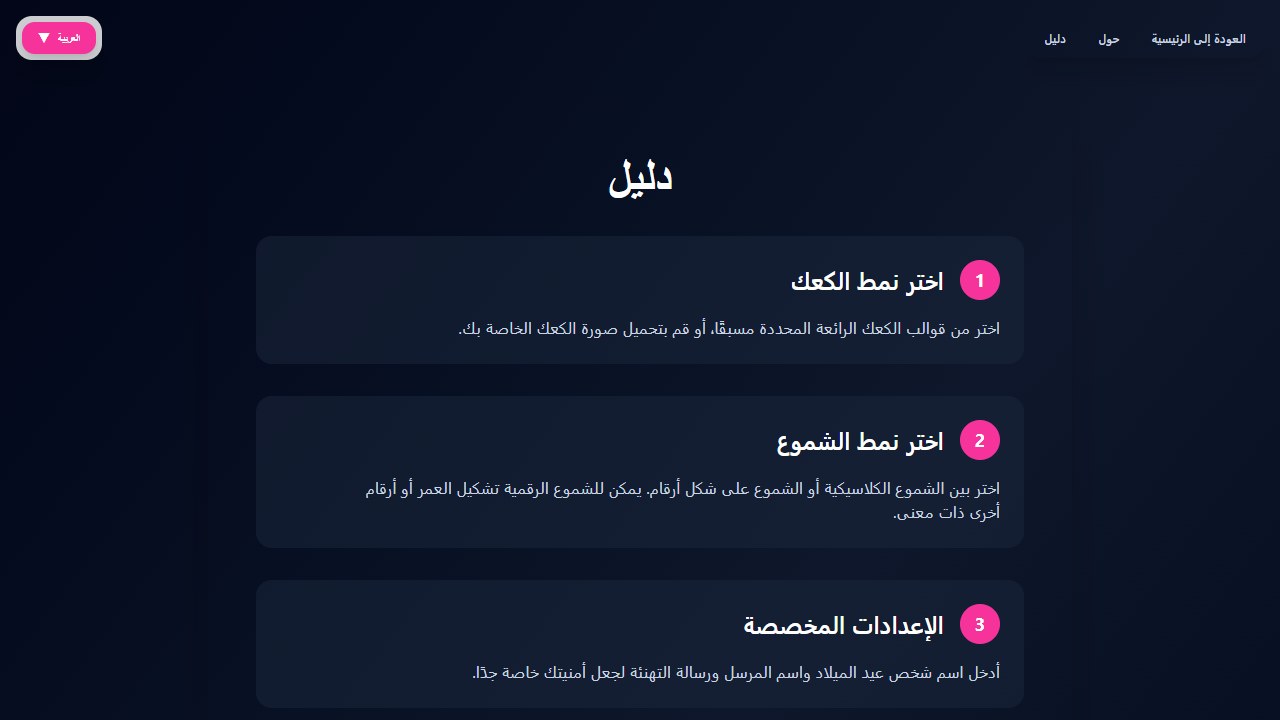 العودة إلى الرئيسية
حول
دليل
العربية ▼
دليل
1
اختر نمط الكعك
اختر من قوالب الكعك الرائعة المحددة مسبقًا، أو قم بتحميل صورة الكعك الخاصة بك.
2
اختر نمط الشموع
اختر بين الشموع الكلاسيكية أو الشموع على شكل أرقام. يمكن للشموع الرقمية تشكيل العمر أو أرقام
أخرى ذات معنى.
3
الإعدادات المخصصة
أدخل اسم شخص عيد الميلاد واسم المرسل ورسالة التهنئة لجعل أمنيتك خاصة جدًا.